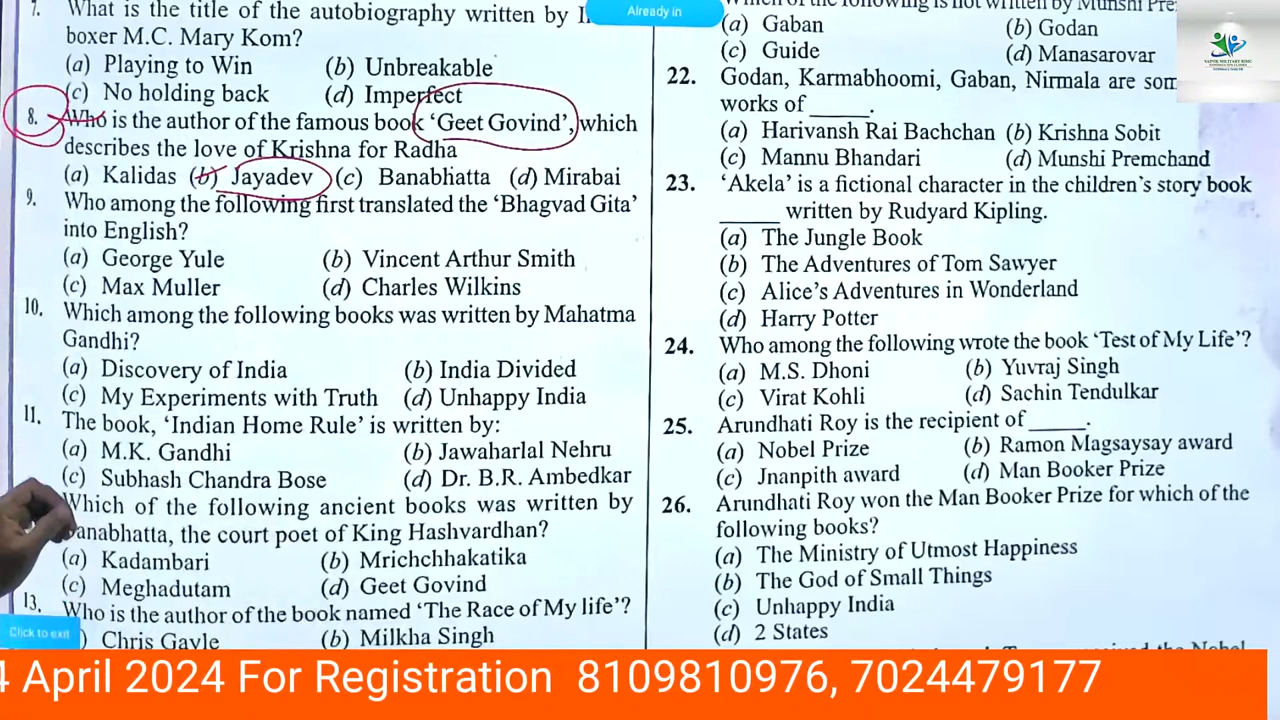 7. What is the title of the autobiography written by
boxer M.C. Mary Kom?
(a) Playing to Win (b) Unbreakable
(c) No holding back (d) Imperfect
8. Who is the author of the famous book ‘Geet Govind’, which
describes the love of Krishna for Radha
(a) Kalidas (b) Jayadev (c) Banabhatta (d) Mirabai
9. Who among the following first translated the ‘Bhagvad Gita’
into English?
(a) George Yule (b) Vincent Arthur Smith
(c) Max Muller (d) Charles Wilkins
10. Which among the following books was written by Mahatma
Gandhi?
(a) Discovery of India (b) India Divided
(c) My Experiments with Truth (d) Unhappy India
11. The book, ‘Indian Home Rule’ is written by:
(a) M.K. Gandhi (b) Jawaharlal Nehru
(c) Subhash Chandra Bose (d) Dr. B.R. Ambedkar
Which of the following ancient books was written by
Banabhatta, the court poet of King Hashvardhan?
(a) Kadambari (b) Mrichchhakatika
(c) Meghadutam (d) Geet Govind
13. Who is the author of the book named ‘The Race of My life’?
) Chris Gayle (b) Milkha Singh
Already in
Which of the following is not written by Munshi Pre
(a) Gaban (b) Godan
(c) Guide (d) Manasarovar
22. Godan, Karmabhoomi, Gaban, Nirmala are som
works of _____.
(a) Harivansh Rai Bachchan (b) Krishna Sobit
(c) Mannu Bhandari (d) Munshi Premchand
23. ‘Akela’ is a fictional character in the children’s story book
_____ written by Rudyard Kipling.
(a) The Jungle Book
(b) The Adventures of Tom Sawyer
(c) Alice’s Adventures in Wonderland
(d) Harry Potter
24. Who among the following wrote the book ‘Test of My Life’?
(a) M.S. Dhoni (b) Yuvraj Singh
(c) Virat Kohli (d) Sachin Tendulkar
25. Arundhati Roy is the recipient of _____.
(a) Nobel Prize (b) Ramon Magsaysay award
(c) Jnanpith award (d) Man Booker Prize
26. Arundhati Roy won the Man Booker Prize for which of the
following books?
(a) The Ministry of Utmost Happiness
(b) The God of Small Things
(c) Unhappy India
(d) 2 States
Click to exit
4 April 2024 For Registration 8109810976, 7024479177